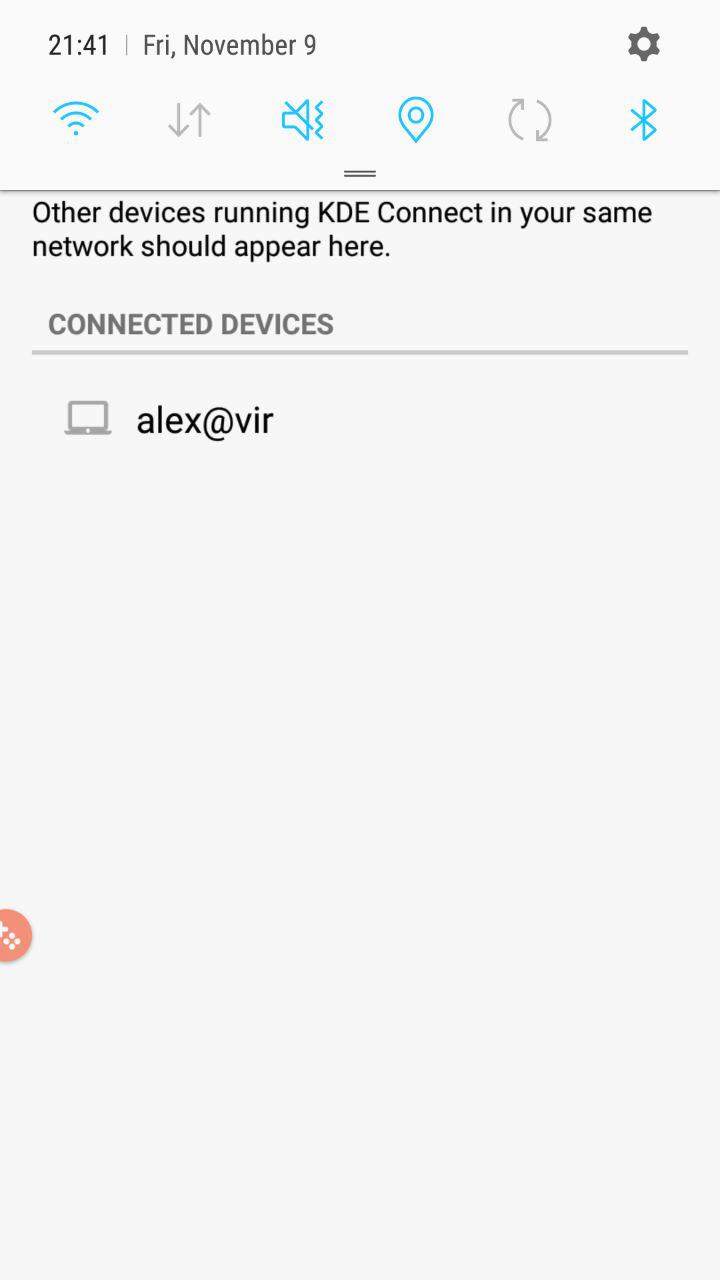 21:41 | Fri, November 9
Other devices running KDE Connect in your same
network should appear here.
CONNECTED DEVICES
alex@vir